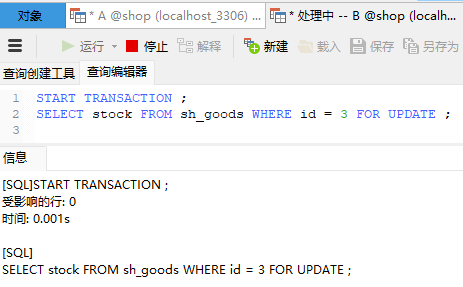 对象
* A @shop (localhost_3306) ...
* 处理中 -- B @shop (localh...
运行
停止
解释
新建
载入
保存
另存为
查询创建工具
查询编辑器
1 START TRANSACTION ;
2 SELECT stock FROM sh_goods WHERE id = 3 FOR UPDATE ;
3
信息
[SQL]START TRANSACTION ;
受影响的行: 0
时间: 0.001s
[SQL]
SELECT stock FROM sh_goods WHERE id = 3 FOR UPDATE ;